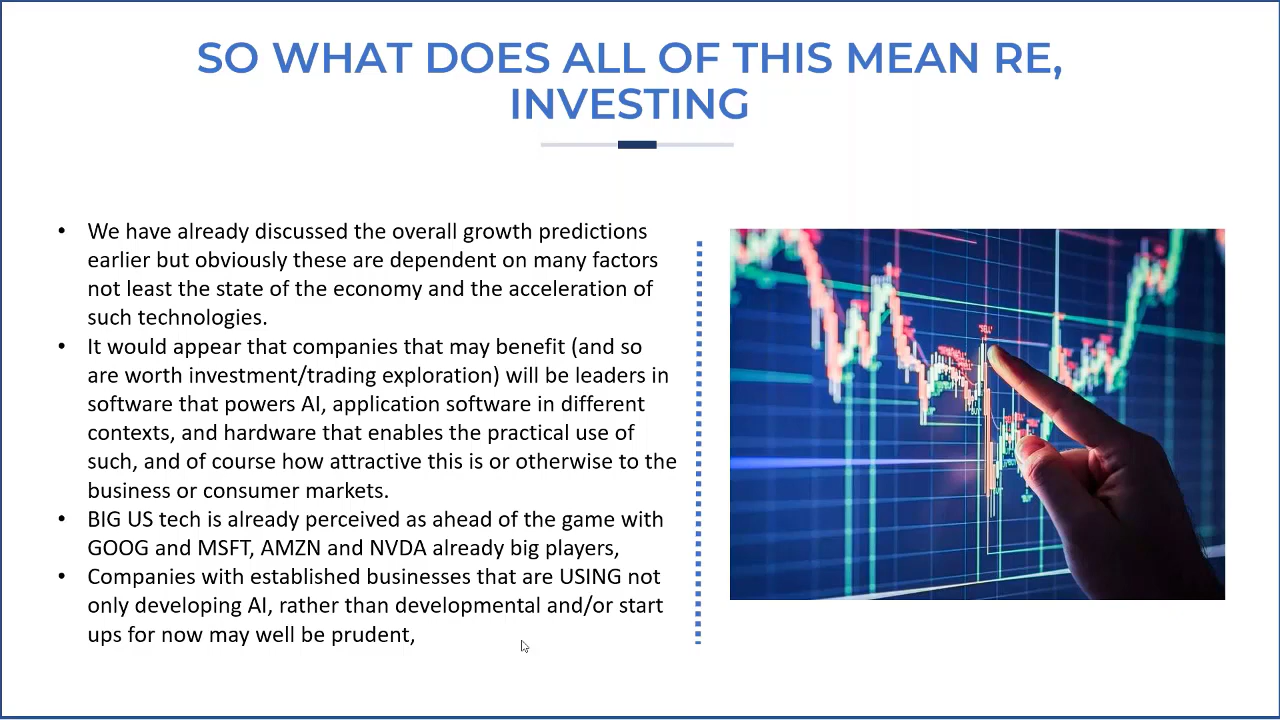 SO WHAT DOES ALL OF THIS MEAN RE,
INVESTING
• We have already discussed the overall growth predictions
earlier but obviously these are dependent on many factors
not least the state of the economy and the acceleration of
such technologies.
• It would appear that companies that may benefit (and so
are worth investment/trading exploration) will be leaders in
software that powers AI, application software in different
contexts, and hardware that enables the practical use of
such, and of course how attractive this is or otherwise to the
business or consumer markets.
• BIG US tech is already perceived as ahead of the game with
GOOG and MSFT, AMZN and NVDA already big players,
• Companies with established businesses that are USING not
only developing AI, rather than developmental and/or start
ups for now may well be prudent,